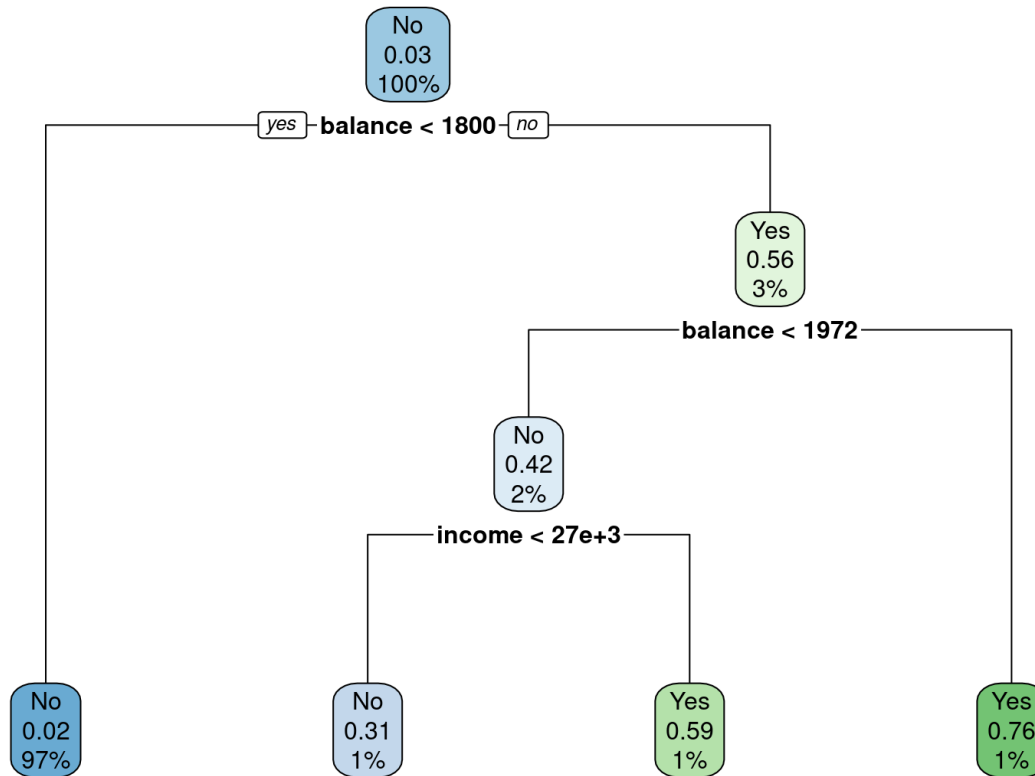 No
0.03
100%
yes balance < 1800 no
Yes
0.56
3%
balance < 1972
No
0.42
2%
income < 27e+3
No
0.02
97%
No
0.31
1%
Yes
0.59
1%
Yes
0.76
1%